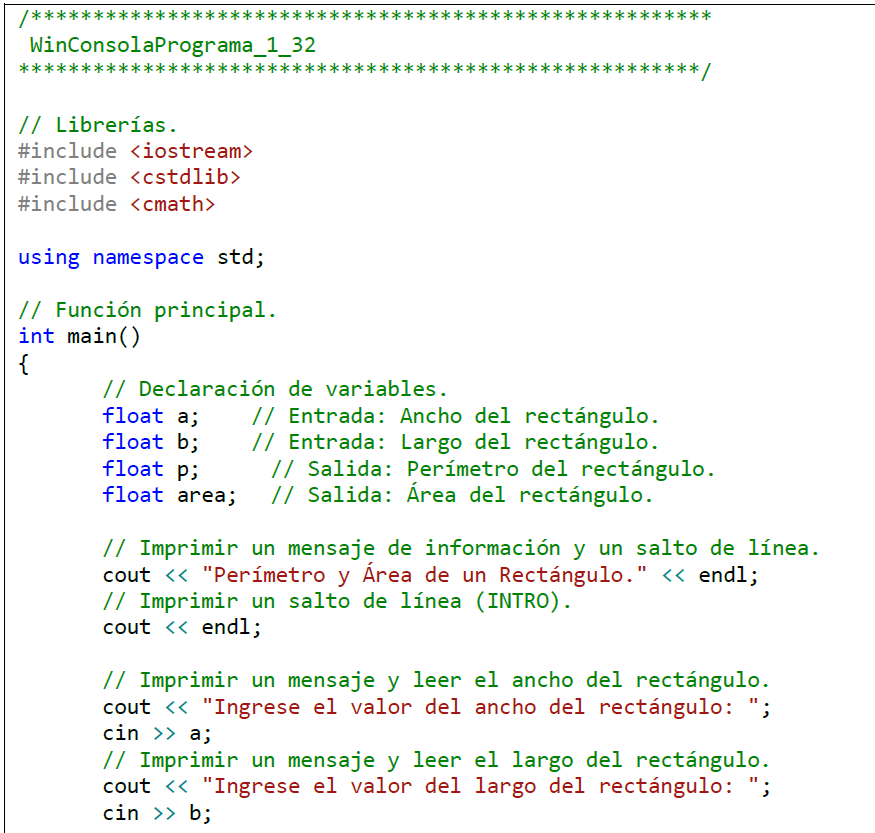 /*******************************************************
WinConsolaPrograma_1_32
*******************************************************/
// Librerías.
#include <iostream>
#include <cstdlib>
#include <cmath>
using namespace std;
// Función principal.
int main()
{
// Declaración de variables.
float a; // Entrada: Ancho del rectángulo.
float b; // Entrada: Largo del rectángulo.
float p; // Salida: Perímetro del rectángulo.
float area; // Salida: Área del rectángulo.
// Imprimir un mensaje de información y un salto de línea.
cout << "Perímetro y Área de un Rectángulo." << endl;
// Imprimir un salto de línea (INTRO).
cout << endl;
// Imprimir un mensaje y leer el ancho del rectángulo.
cout << "Ingrese el valor del ancho del rectángulo: ";
cin >> a;
// Imprimir un mensaje y leer el largo del rectángulo.
cout << "Ingrese el valor del largo del rectángulo: ";
cin >> b;